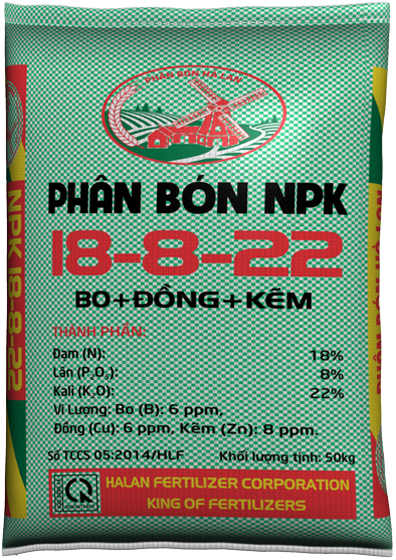 PHÂN BÓN HÀ LAN
PHÂN BÓN NPK
18-8-22
BO+ĐỒNG+KẼM
THÀNH PHẦN:
Đạm (N): 18%
Lân (P₂O₅): 8%
Kali (K₂O): 22%
Vi Lượng: Bo (B): 6 ppm,
Đồng (Cu): 6 ppm, Kẽm (Zn): 8 ppm.
Số TCCS 05:2014/HLF Khối lượng tịnh: 50kg
HALAN FERTILIZER CORPORATION
KING OF FERTILIZERS
NPK 18-8-22